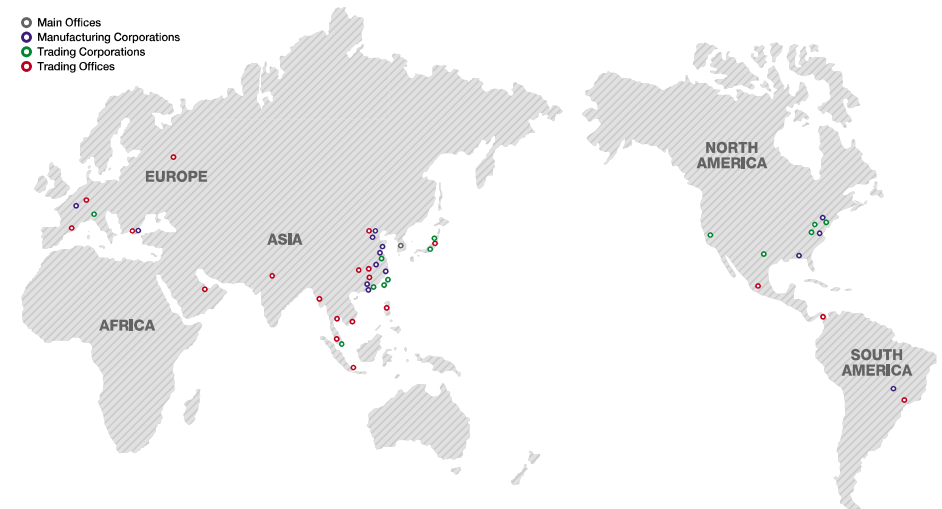 Main Offices
Manufacturing Corporations
Trading Corporations
Trading Offices
NORTH
AMERICA
EUROPE
ASIA
AFRICA
SOUTH
AMERICA